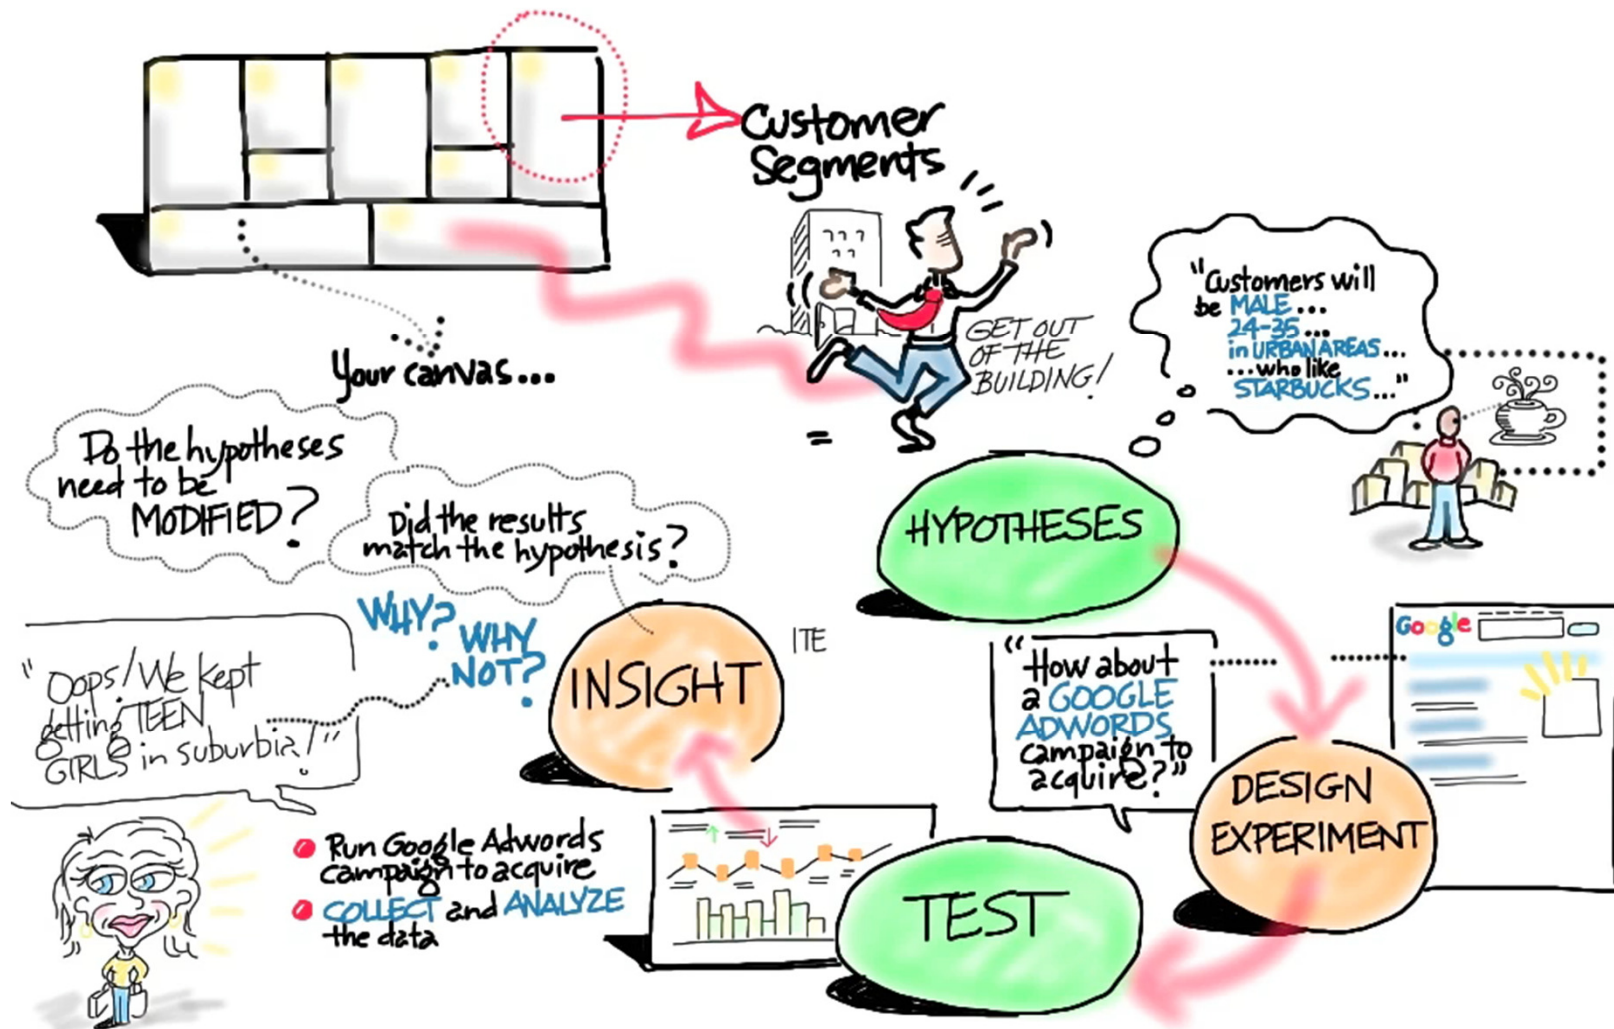 Customer
Segments
Your canvas...
GET OUT
OF THE
BUILDING!
"Customers will
be MALE...
24-35...
in URBAN AREAS...
...who like
STARBUCKS..."
HYPOTHESES
"How about
a GOOGLE
ADWORDS
campaign to
acquire?"
Google
DESIGN
EXPERIMENT
TEST
Run Google Adwords
campaign to acquire
COLLECT and ANALYZE
the data
INSIGHT
ITE
Did the results
match the hypothesis?
Do the hypotheses
need to be
MODIFIED?
WHY?
WHY
NOT?
"Oops! We kept
getting TEEN
GIRLS in suburbia!"